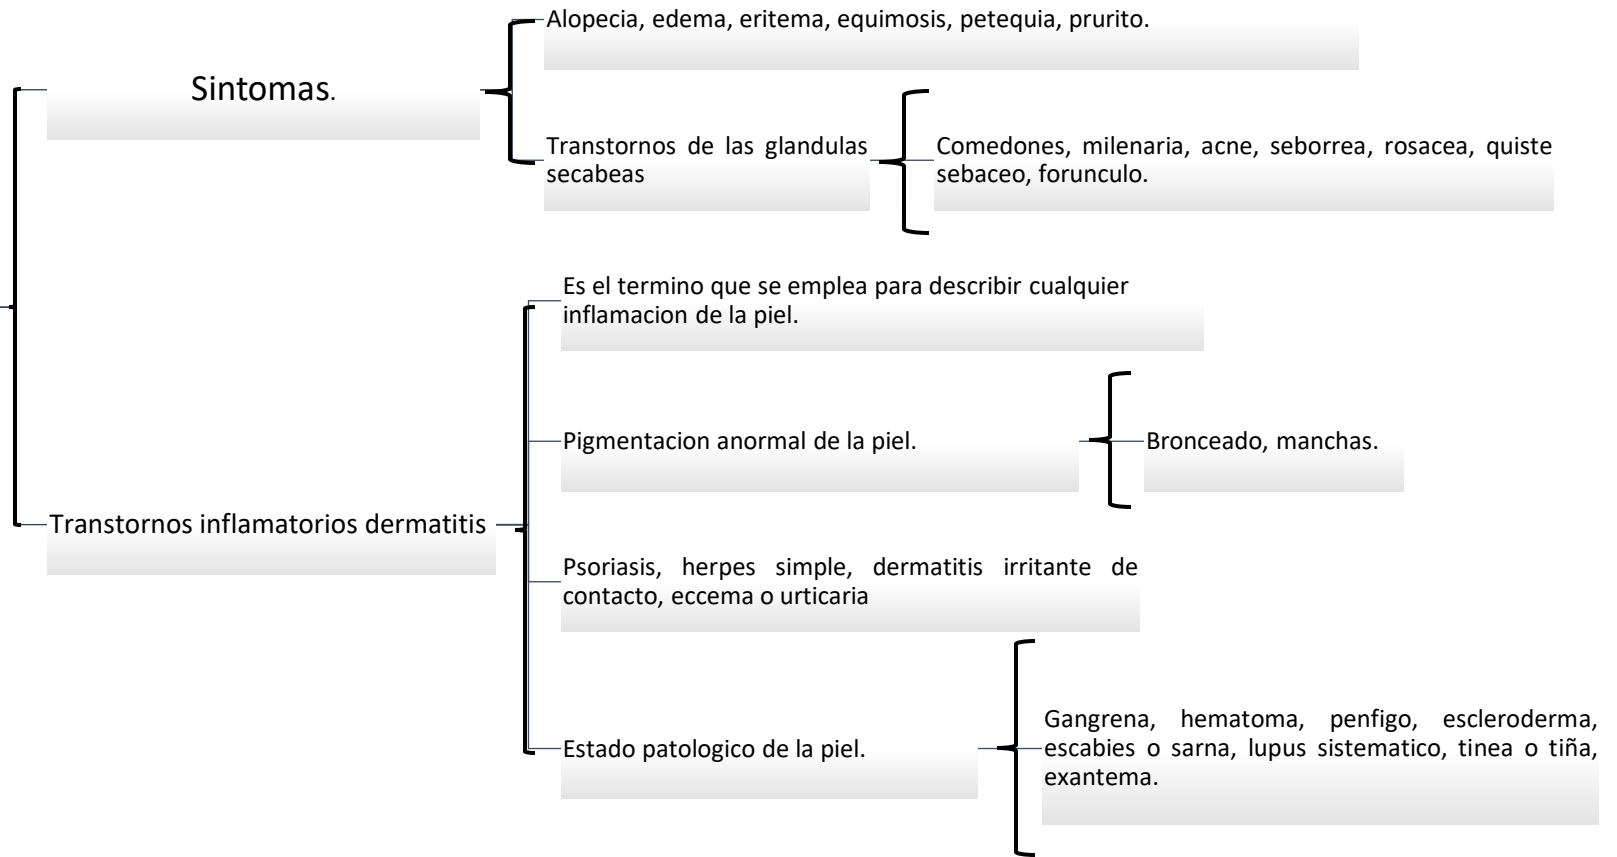 Alopecia, edema, eritema, equimosis, petequia, prurito.
Sintomas.
Transtornos de las glandulas
secabeas
Comedones, milenaria, acne, seborrea, rosacea, quiste
sebaceo, forunculo.
Es el termino que se emplea para describir cualquier
inflamacion de la piel.
Pigmentacion anormal de la piel.
Bronceado, manchas.
Transtornos inflamatorios dermatitis
Psoriasis, herpes simple, dermatitis irritante de
contacto, eccema o urticaria
Estado patologico de la piel.
Gangrena, hematoma, penfigo, escleroderma,
escabies o sarna, lupus sistematico, tinea o tiña,
exantema.